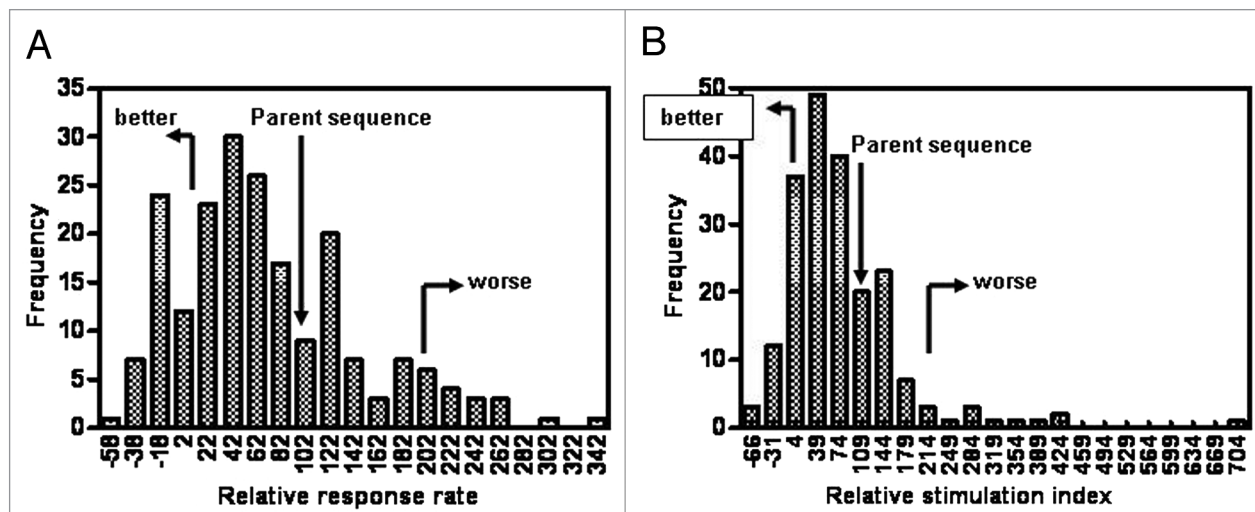 A
35
30
25
20
15
10
5
0
Frequency
better
Parent sequence
worse
-58 -38 -18 2 22 42 62 82 102 122 142 162 182 202 222 242 262 282 302 322 342
Relative response rate
B
50
40
30
20
10
0
Frequency
better
Parent sequence
worse
-66 -31 4 39 74 109 144 179 214 249 284 319 354 389 424 459 494 529 564 599 634 669 704
Relative stimulation index